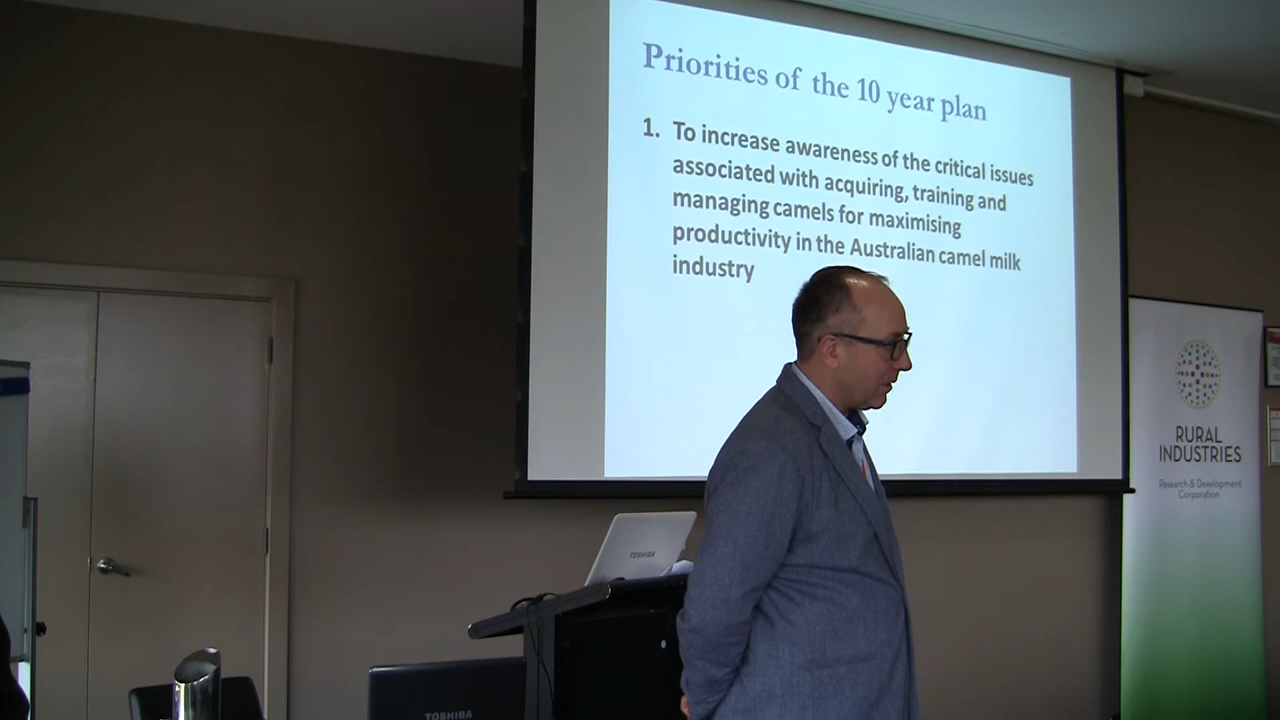 Priorities of the 10 year plan
1. To increase awareness of the critical issues
associated with acquiring, training and
managing camels for maximising
productivity in the Australian camel milk
industry
RURAL
INDUSTRIES
Research & Development
Corporation
TOSHIBA
TOSHIBA